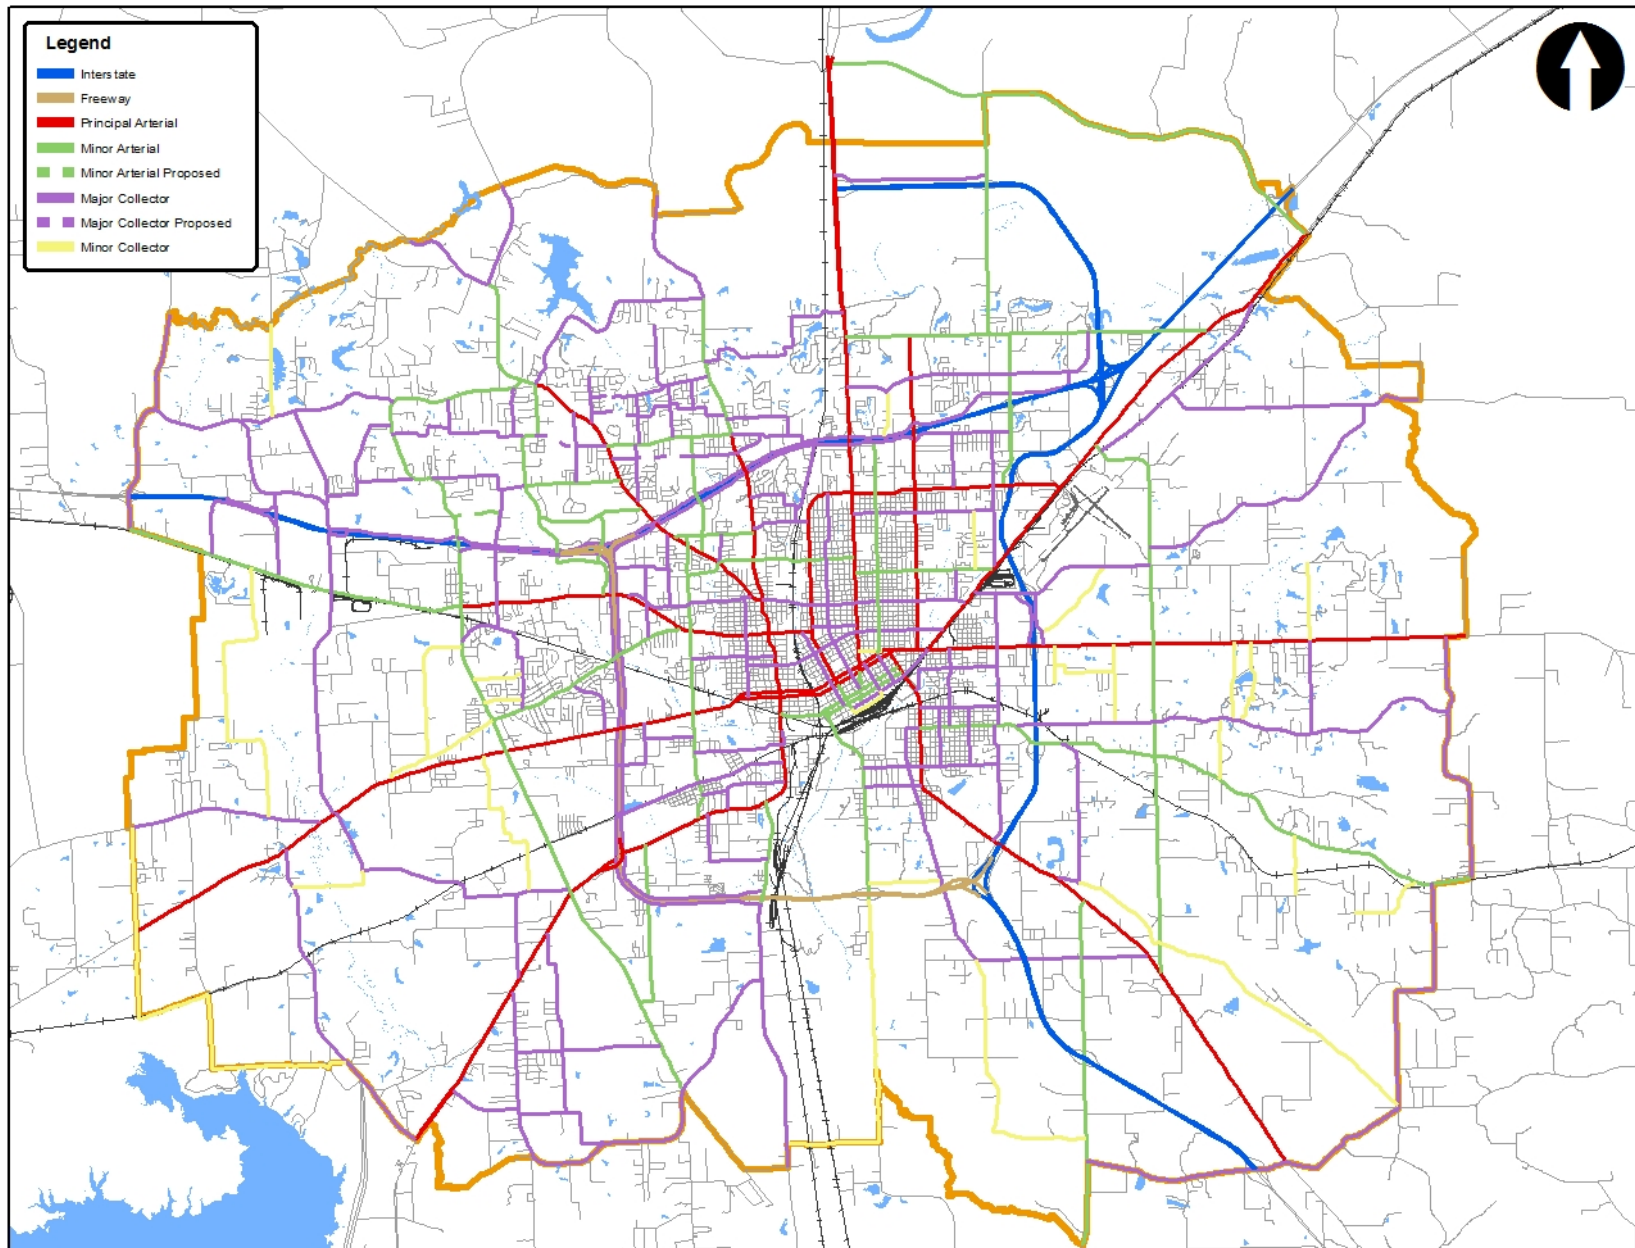 Legend
Interstate
Freeway
Principal Arterial
Minor Arterial
Minor Arterial Proposed
Major Collector
Major Collector Proposed
Minor Collector